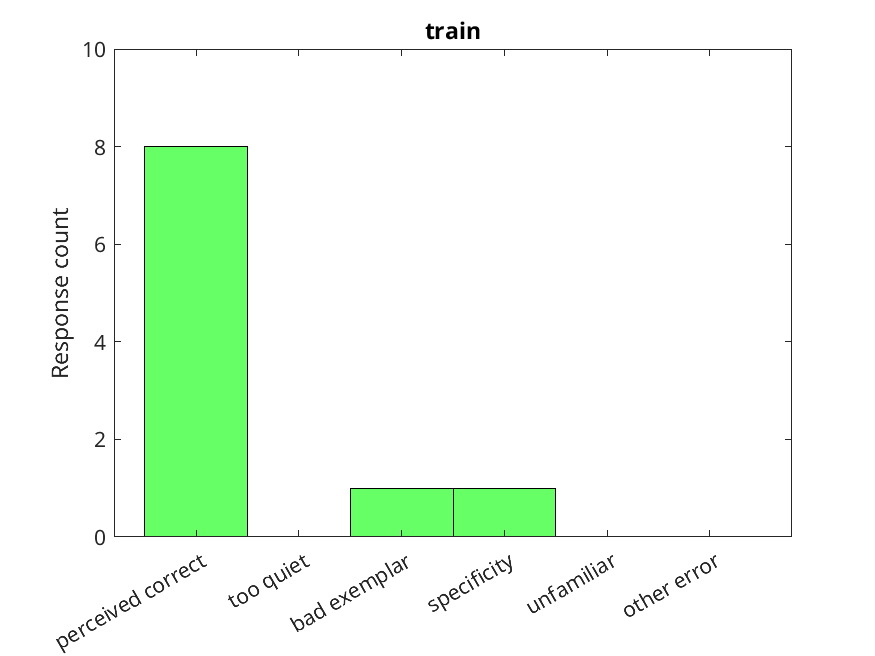 train
Response count
10
8
6
4
2
0
perceived correct
too quiet
bad exemplar
specificity
unfamiliar
other error